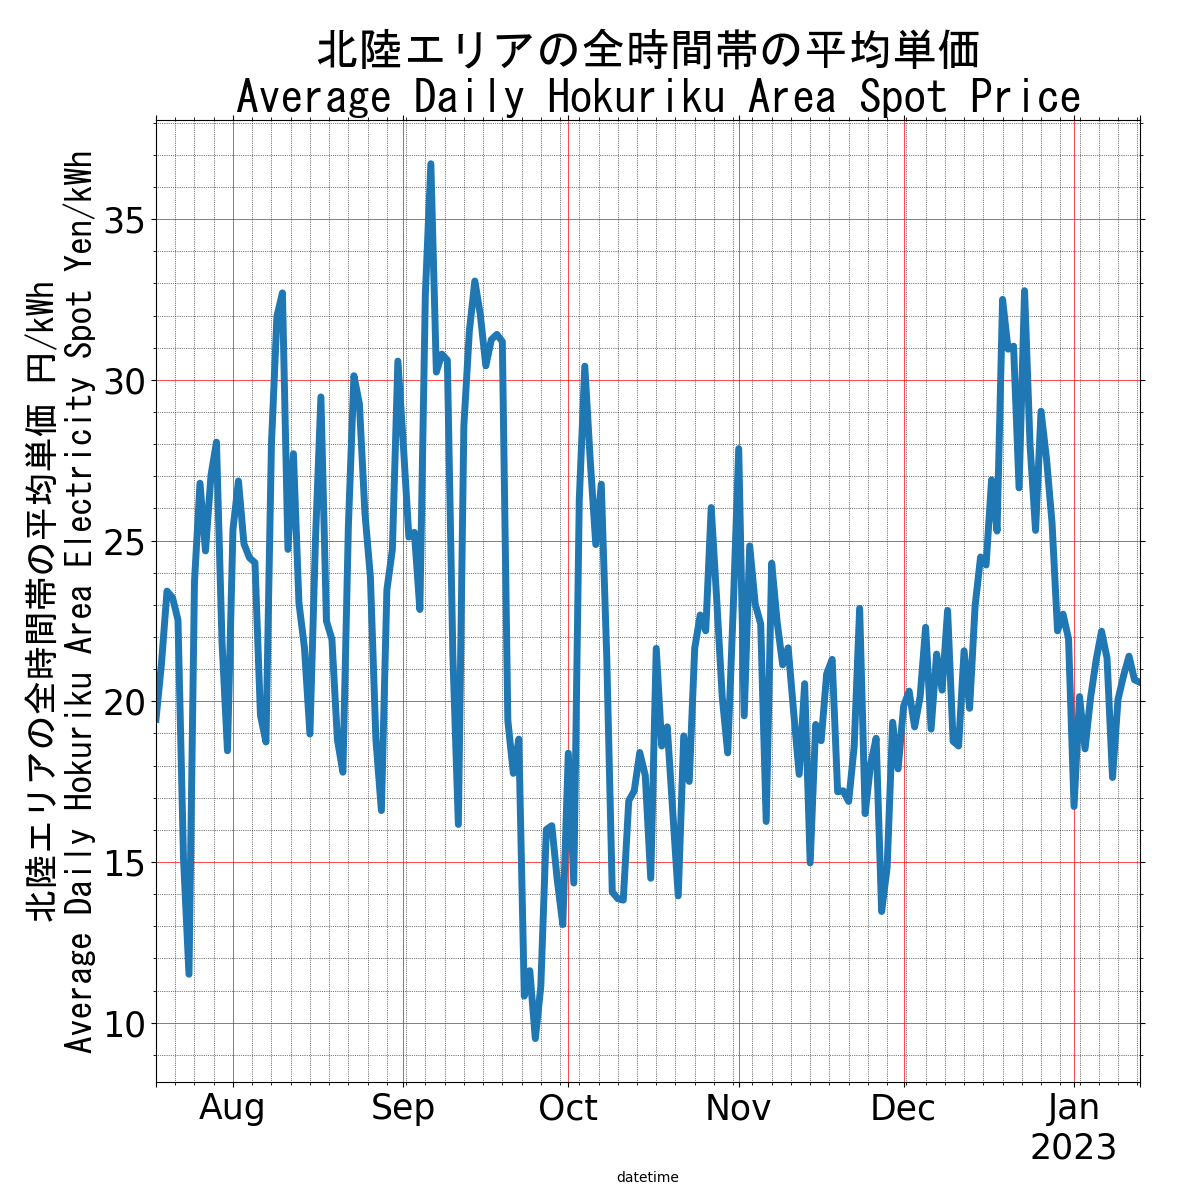 北陸エリアの全時間帯の平均単価
Average Daily Hokuriku Area Spot Price
北陸エリアの全時間帯の平均単価 円/kWh
Average Daily Hokuriku Area Electricity Spot Yen/kWh
35
30
25
20
15
10
Aug Sep Oct Nov Dec Jan
2023
datetime